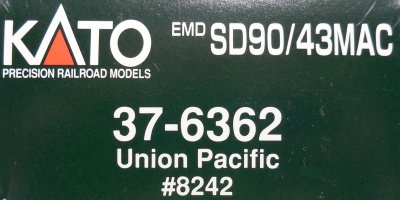 KATO
PRECISION RAILROAD MODELS
EMD SD90/43MAC
37-6362
Union Pacific
#8242